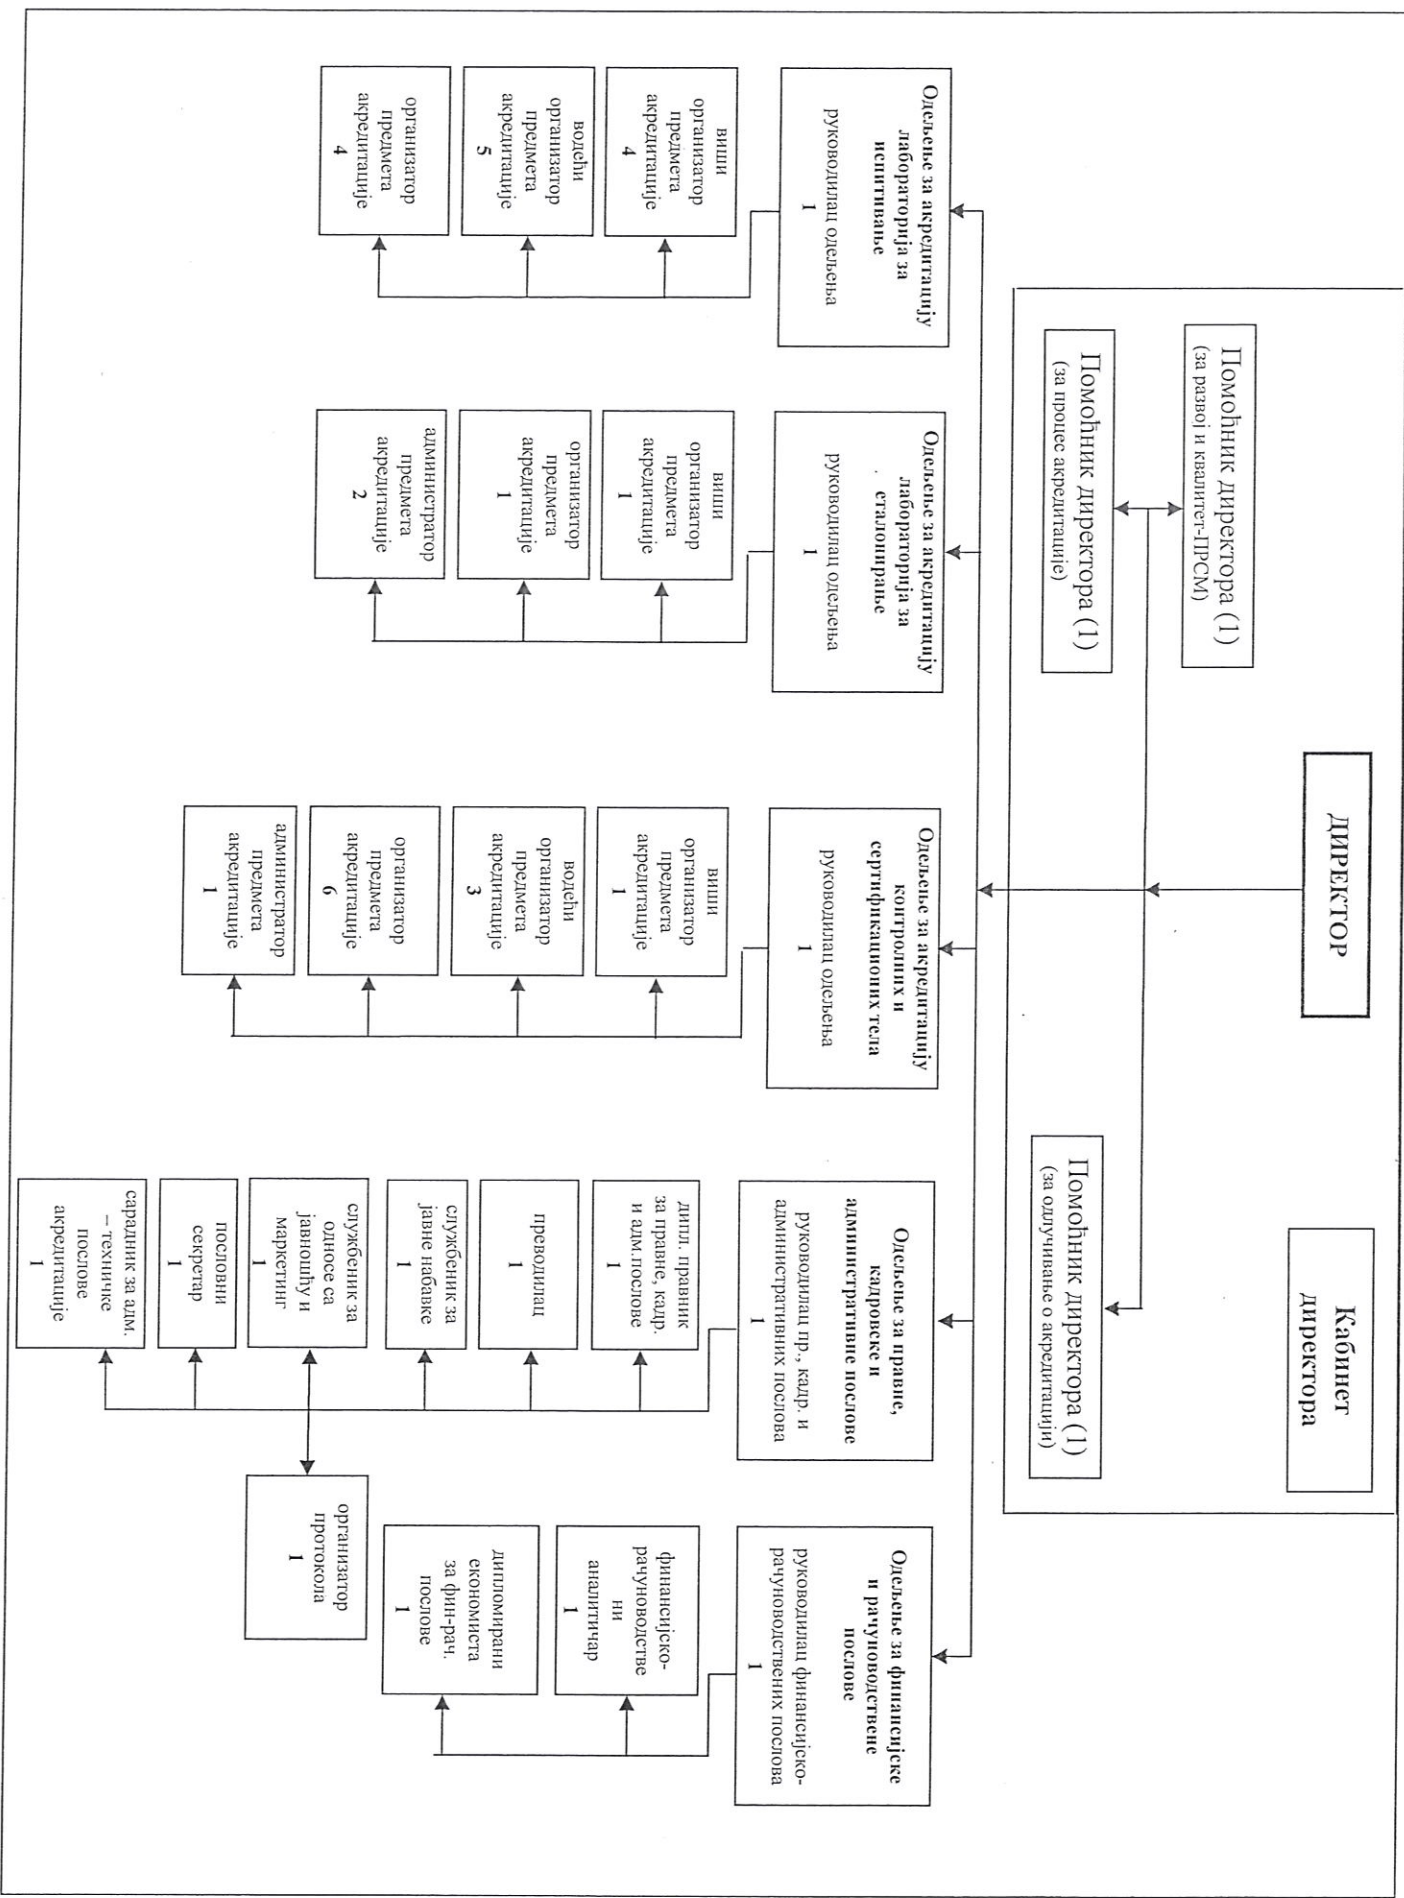 ДИРЕКТОР
Кабинет
директора
Помоћник директора (1)
(за развој и квалитет-ПРСМ)
Помоћник директора (1)
(за процес акредитације)
Помоћник директора (1)
(за одлучивање о акредитацији)
Одељење за акредитацију
лабораторија за
испитивање
руководилац одељења
1
виши
организатор
предмета
акредитације
4
водећи
организатор
предмета
акредитације
5
организатор
предмета
акредитације
4
Одељење за акредитацију
лабораторија за
еталонирање
руководилац одељења
1
виши
организатор
предмета
акредитације
1
организатор
предмета
акредитације
1
администратор
предмета
акредитације
2
Одељење за акредитацију
контролних и
сертификационих тела
руководилац одељења
1
виши
организатор
предмета
акредитације
1
водећи
организатор
предмета
акредитације
3
организатор
предмета
акредитације
6
администратор
предмета
акредитације
1
Одељење за правне,
кадровске и
административне послове
руководилац пр., кадр. и
административних послова
1
дипл. правник
за правне, кадр.
и адм.послове
1
преводилац
1
службеник за
јавне набавке
1
службеник за
односе са
јавношћу и
маркетинг
1
пословни
секретар
1
сарадник за адм.
– техничке
послове
акредитације
1
организатор
протокола
1
Одељење за финансијске
и рачуноводствене
послове
руководилац финансијско-
рачуноводствених послова
1
финансијско-
рачуноводстве
ни
аналитичар
1
дипломирани
економиста
за фин-рач.
послове
1